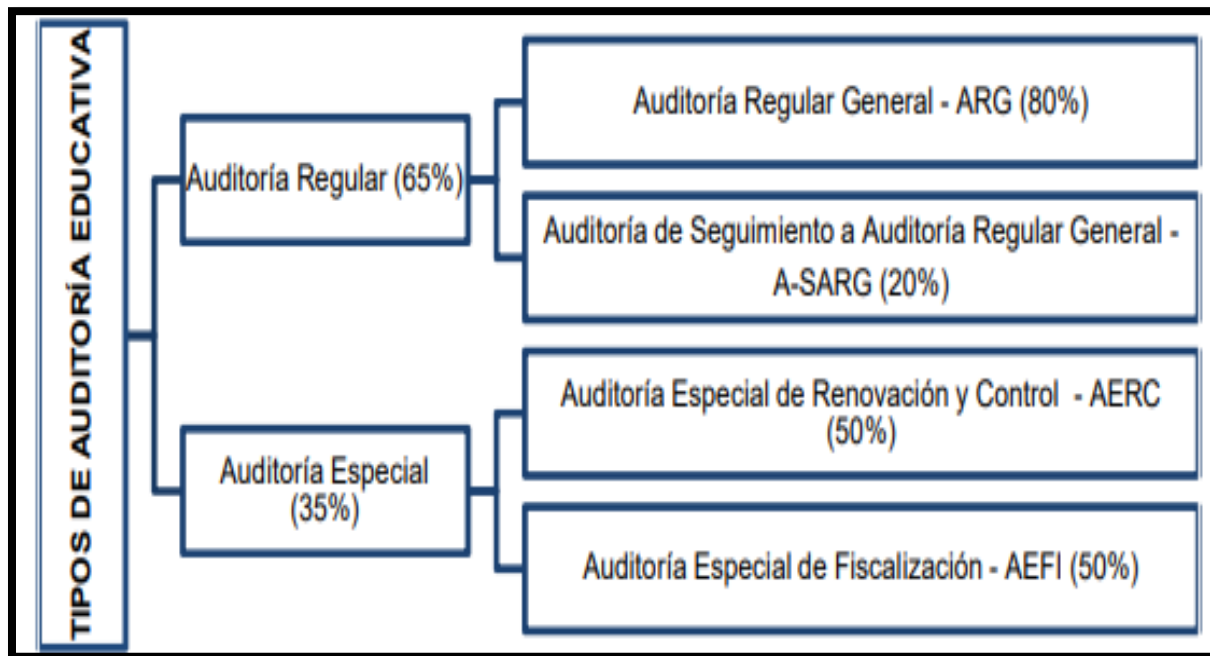 TIPOS DE AUDITORÍA EDUCATIVA
Auditoría Regular (65%)
Auditoría Regular General - ARG (80%)
Auditoría de Seguimiento a Auditoría Regular General -
A-SARG (20%)
Auditoría Especial
(35%)
Auditoría Especial de Renovación y Control - AERC
(50%)
Auditoría Especial de Fiscalización - AEFI (50%)